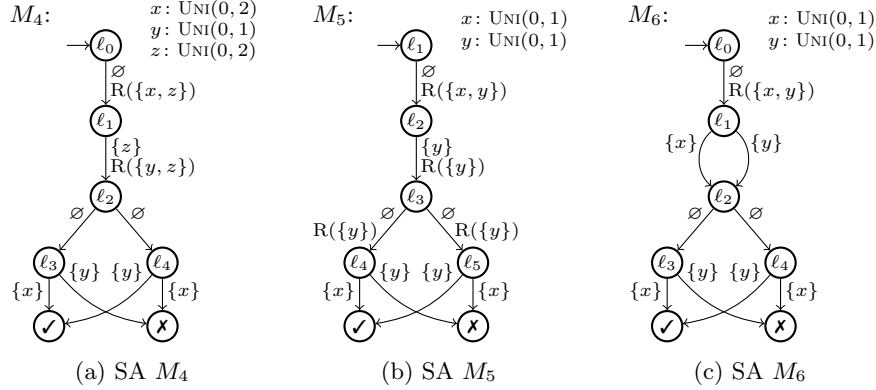 M₄: x: UNI(0, 2) M₅: x: UNI(0, 1) M₆: x: UNI(0, 1)
y: UNI(0, 1) y: UNI(0, 1) y: UNI(0, 1)
z: UNI(0, 2)
ℓ₀ ℓ₁ ℓ₀
∅ ∅ ∅
R({x, z}) R({x, y}) R({x, y})
ℓ₁ ℓ₂ ℓ₁
{z} {y} {x} {y}
R({y, z}) R({y})
ℓ₂ ℓ₃ ℓ₂
∅ ∅ ∅ ∅ ∅ ∅
R({y}) R({y})
ℓ₃ ℓ₄ ℓ₄ ℓ₅ ℓ₃ ℓ₄
{x} {y} {y} {x} {x} {y} {y} {x} {x} {y} {y} {x}
✓ ✗ ✓ ✗ ✓ ✗
(a) SA M₄ (b) SA M₅ (c) SA M₆